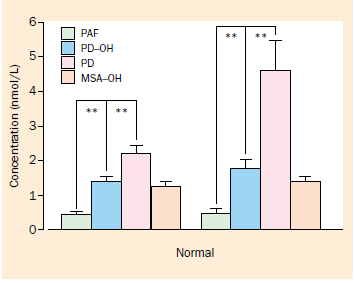 Concentration (nmol/L)
6
5
4
3
2
1
0
PAF
PD–OH
PD
MSA–OH
** **
** **
Normal